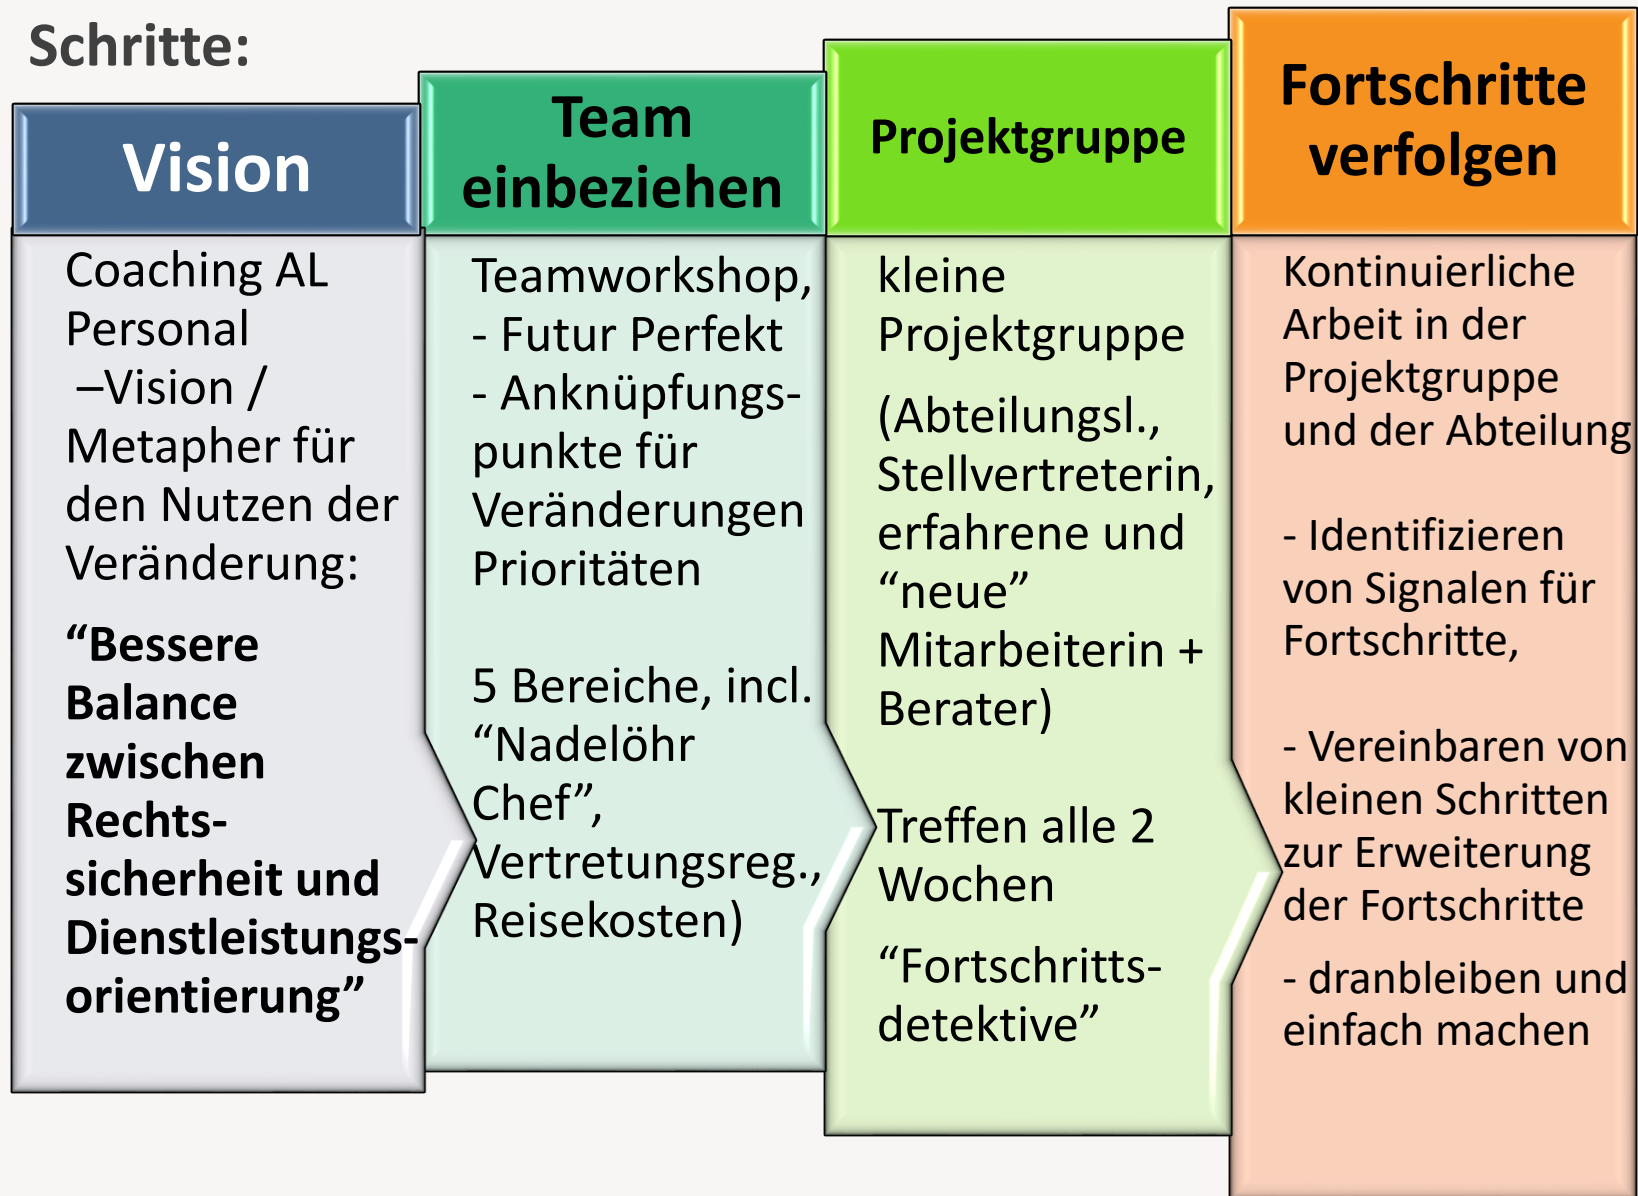 Schritte:
Vision
Coaching AL
Personal
–Vision /
Metapher für
den Nutzen der
Veränderung:
“Bessere
Balance
zwischen
Rechts-
sicherheit und
Dienstleistungs-
orientierung”
Team
einbeziehen
Teamworkshop,
- Futur Perfekt
- Anknüpfungs-
punkte für
Veränderungen
Prioritäten
5 Bereiche, incl.
“Nadelöhr
Chef”,
Vertretungsreg.,
Reisekosten)
Projektgruppe
kleine
Projektgruppe
(Abteilungsl.,
Stellvertreterin,
erfahrene und
“neue”
Mitarbeiterin +
Berater)
Treffen alle 2
Wochen
“Fortschritts-
detektive”
Fortschritte
verfolgen
Kontinuierliche
Arbeit in der
Projektgruppe
und der Abteilung
- Identifizieren
von Signalen für
Fortschritte,
- Vereinbaren von
kleinen Schritten
zur Erweiterung
der Fortschritte
- dranbleiben und
einfach machen